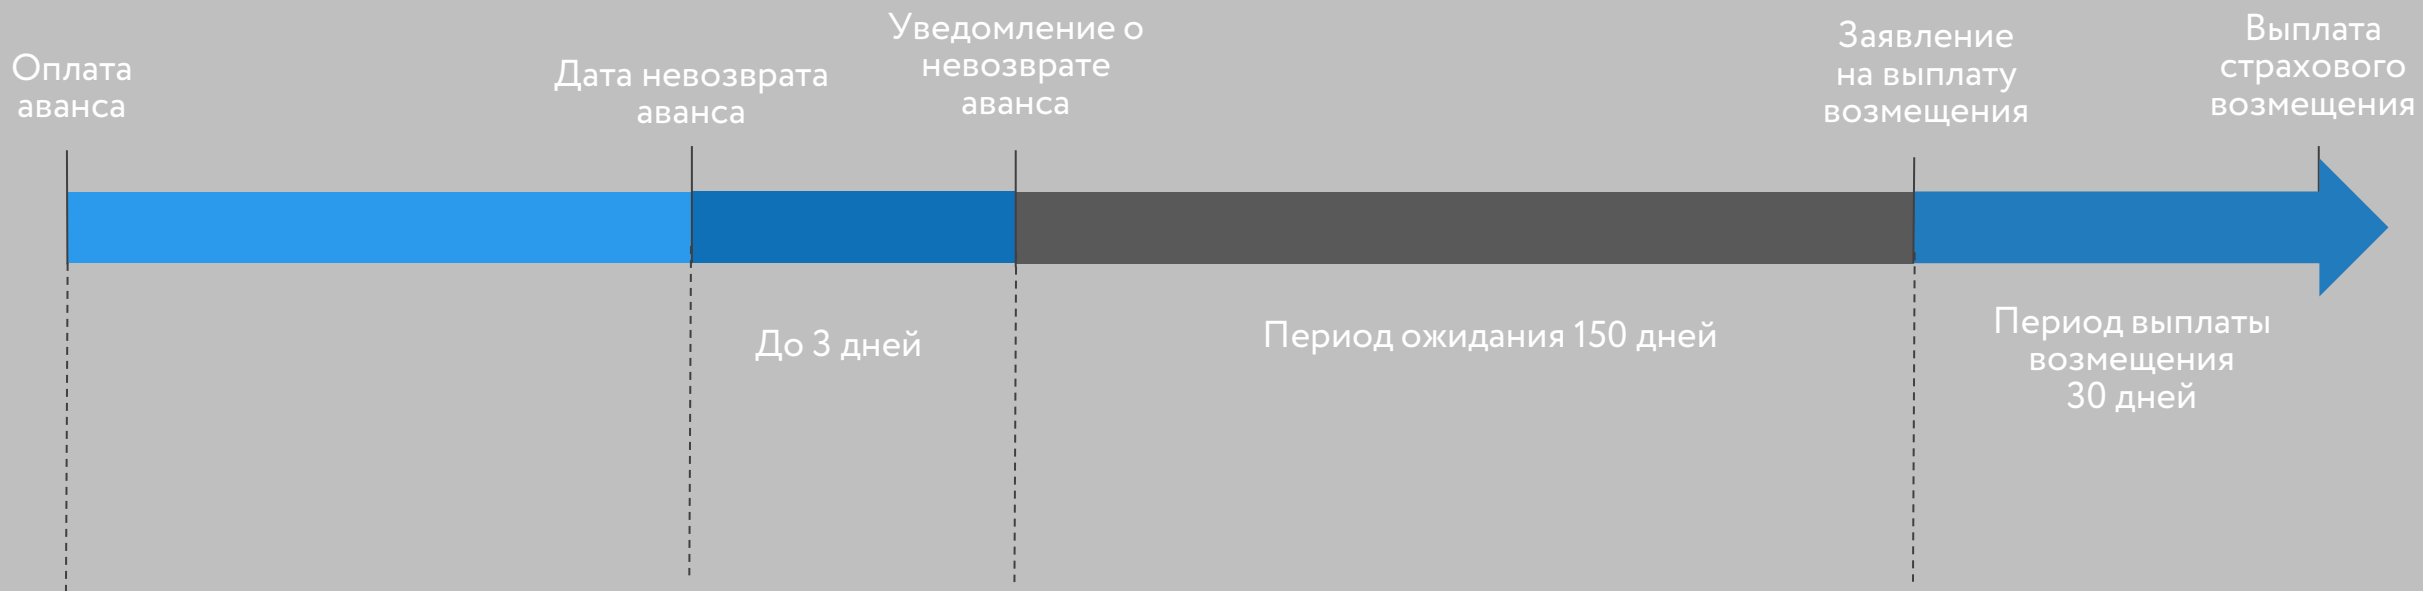 Оплата
аванса
Дата невозврата
аванса
Уведомление о
невозврате
аванса
Заявление
на выплату
возмещения
Выплата
страхового
возмещения
До 3 дней
Период ожидания 150 дней
Период выплаты
возмещения
30 дней